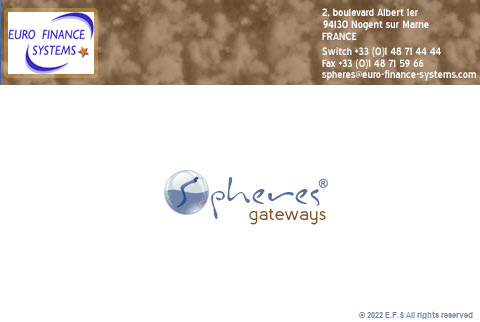 EURO FINANCE
SYSTEMS
2, boulevard Albert 1er
94130 Nogent sur Marne
FRANCE
Switch +33 (0)1 48 71 44 44
Fax +33 (0)1 48 71 59 66
spheres@euro-finance-systems.com
Spheres®
gateways
© 2022 E.F.S All rights reserved